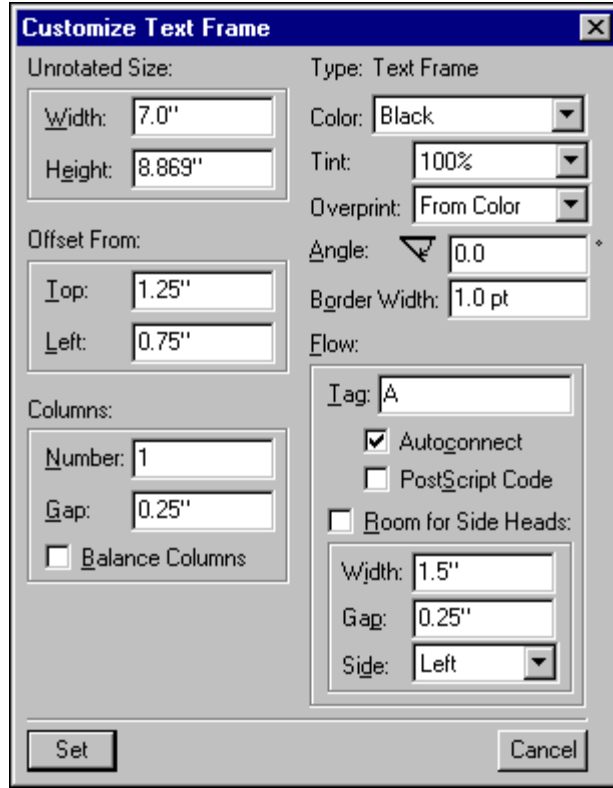 Customize Text Frame
Unrotated Size:
Width: 7.0"
Height: 8.869"
Offset From:
Top: 1.25"
Left: 0.75"
Columns:
Number: 1
Gap: 0.25"
Balance Columns
Type: Text Frame
Color: Black
Tint: 100%
Overprint: From Color
Angle: 0.0 °
Border Width: 1.0 pt
Flow:
Tag: A
Autoconnect
PostScript Code
Room for Side Heads:
Width: 1.5"
Gap: 0.25"
Side: Left
Set
Cancel